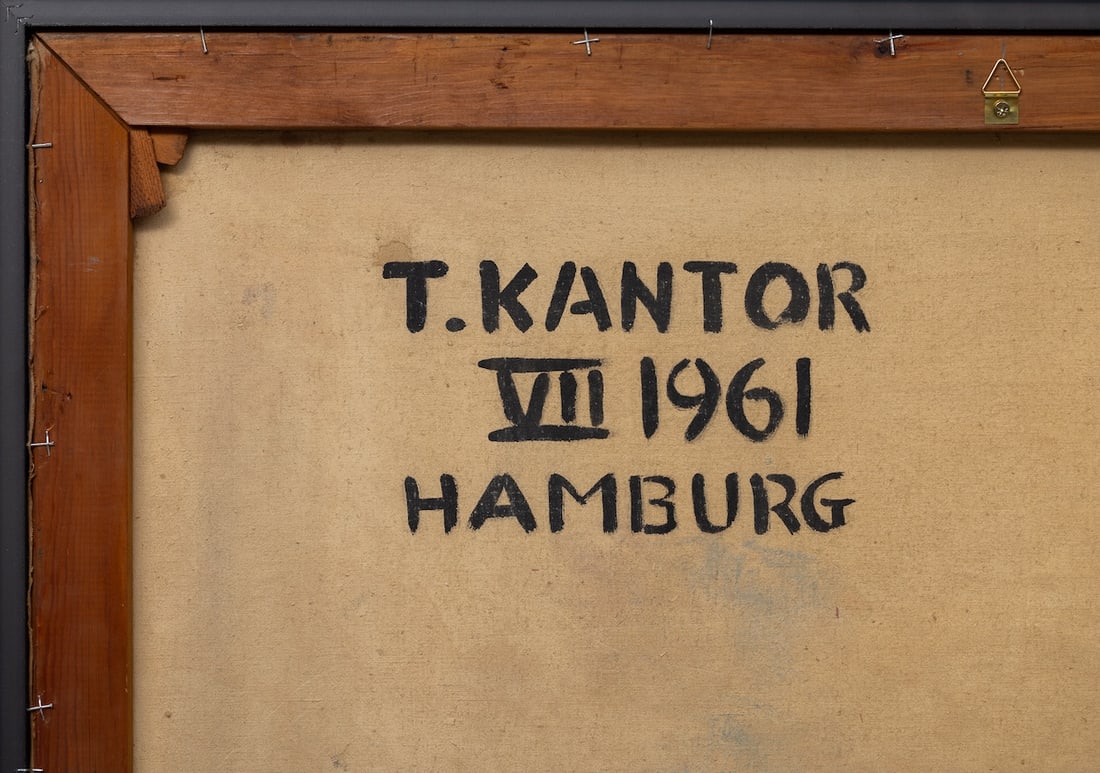 T. KANTOR
VII 1961
HAMBURG